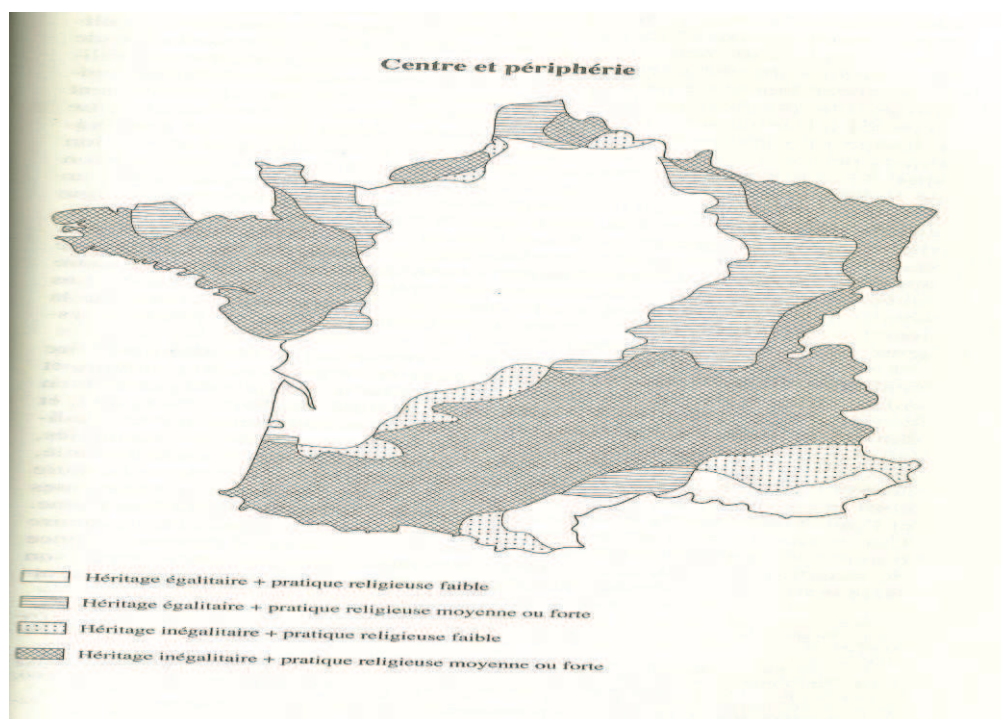 Centre et périphérie
Héritage égalitaire + pratique religieuse faible
Héritage égalitaire + pratique religieuse moyenne ou forte
Héritage inégalitaire + pratique religieuse faible
Héritage inégalitaire + pratique religieuse moyenne ou forte